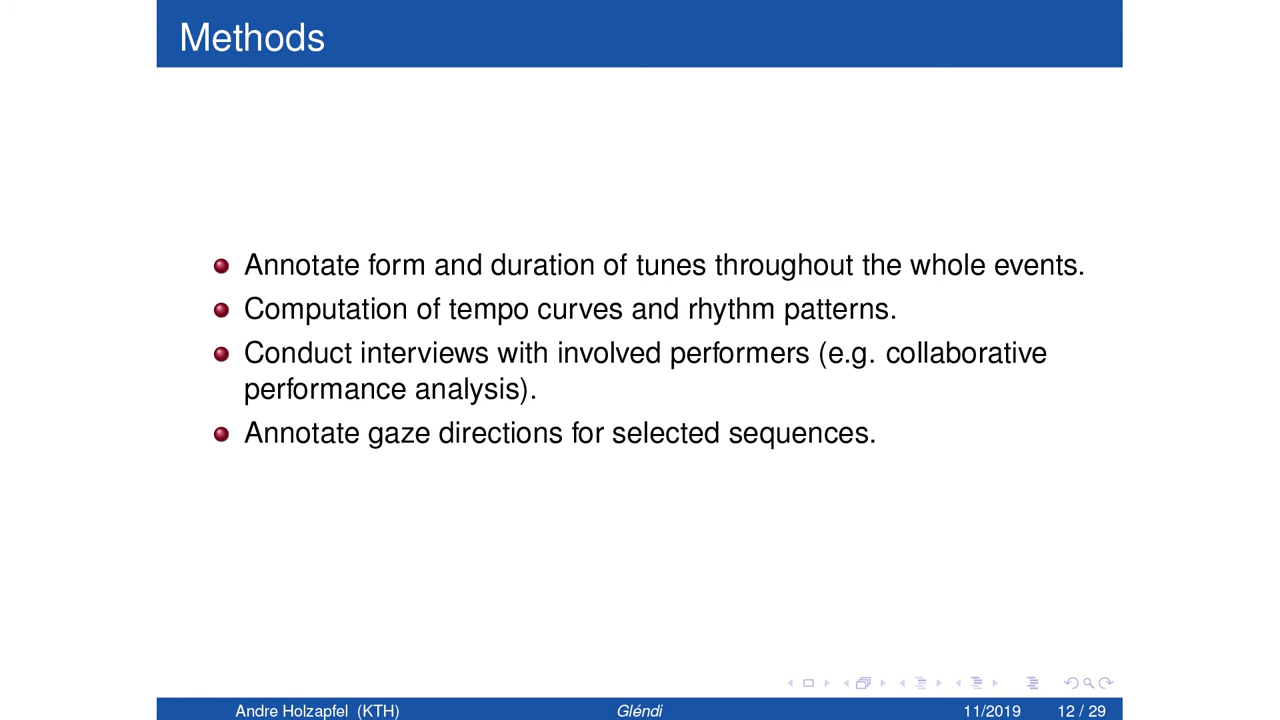 Methods
Annotate form and duration of tunes throughout the whole events.
Computation of tempo curves and rhythm patterns.
Conduct interviews with involved performers (e.g. collaborative
performance analysis).
Annotate gaze directions for selected sequences.
Andre Holzapfel (KTH) Gléndi 11/2019 12 / 29